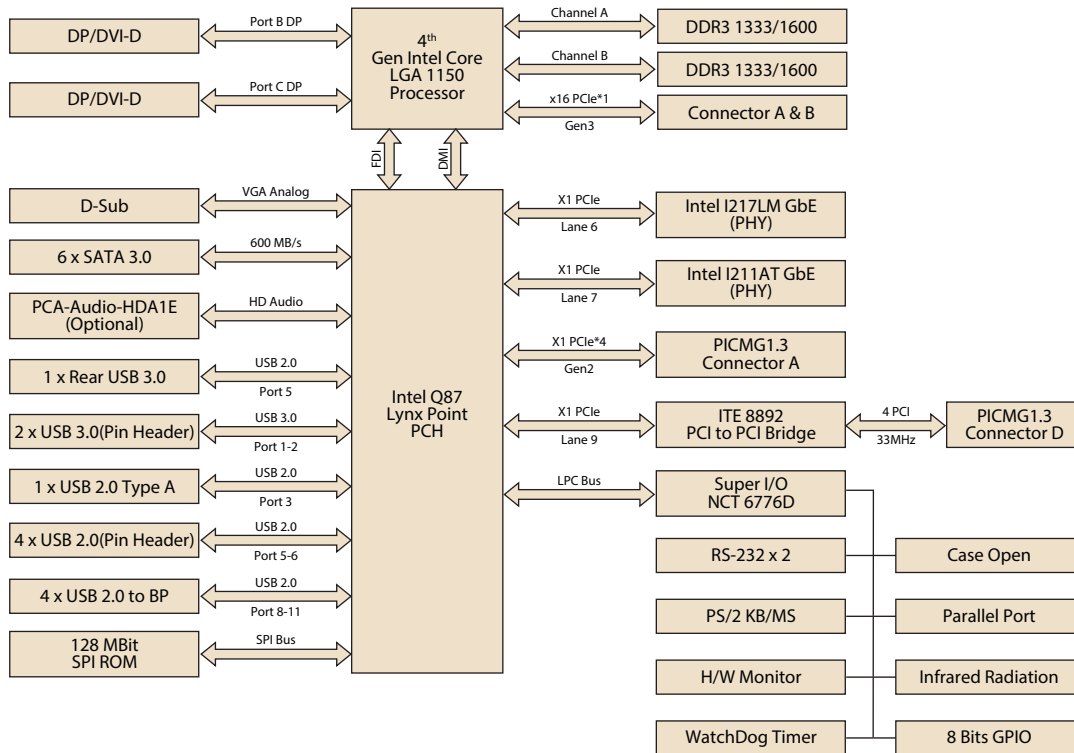 DP/DVI-D
Port B DP
4th
Gen Intel Core
LGA 1150
Processor
Channel A
DDR3 1333/1600
Channel B
DDR3 1333/1600
DP/DVI-D
Port C DP
x16 PCIe*1
Gen3
Connector A & B
FDI
DMI
D-Sub
VGA Analog
6 x SATA 3.0
600 MB/s
PCA-Audio-HDA1E
(Optional)
HD Audio
1 x Rear USB 3.0
USB 2.0
Port 5
2 x USB 3.0(Pin Header)
USB 3.0
Port 1-2
1 x USB 2.0 Type A
USB 2.0
Port 3
4 x USB 2.0(Pin Header)
USB 2.0
Port 5-6
4 x USB 2.0 to BP
USB 2.0
Port 8-11
128 MBit
SPI ROM
SPI Bus
Intel Q87
Lynx Point
PCH
X1 PCIe
Lane 6
Intel I217LM GbE
(PHY)
X1 PCIe
Lane 7
Intel I211AT GbE
(PHY)
X1 PCIe*4
Gen2
PICMG1.3
Connector A
X1 PCIe
Lane 9
ITE 8892
PCI to PCI Bridge
4 PCI
33MHz
PICMG1.3
Connector D
LPC Bus
Super I/O
NCT 6776D
RS-232 x 2
Case Open
PS/2 KB/MS
Parallel Port
H/W Monitor
Infrared Radiation
WatchDog Timer
8 Bits GPIO